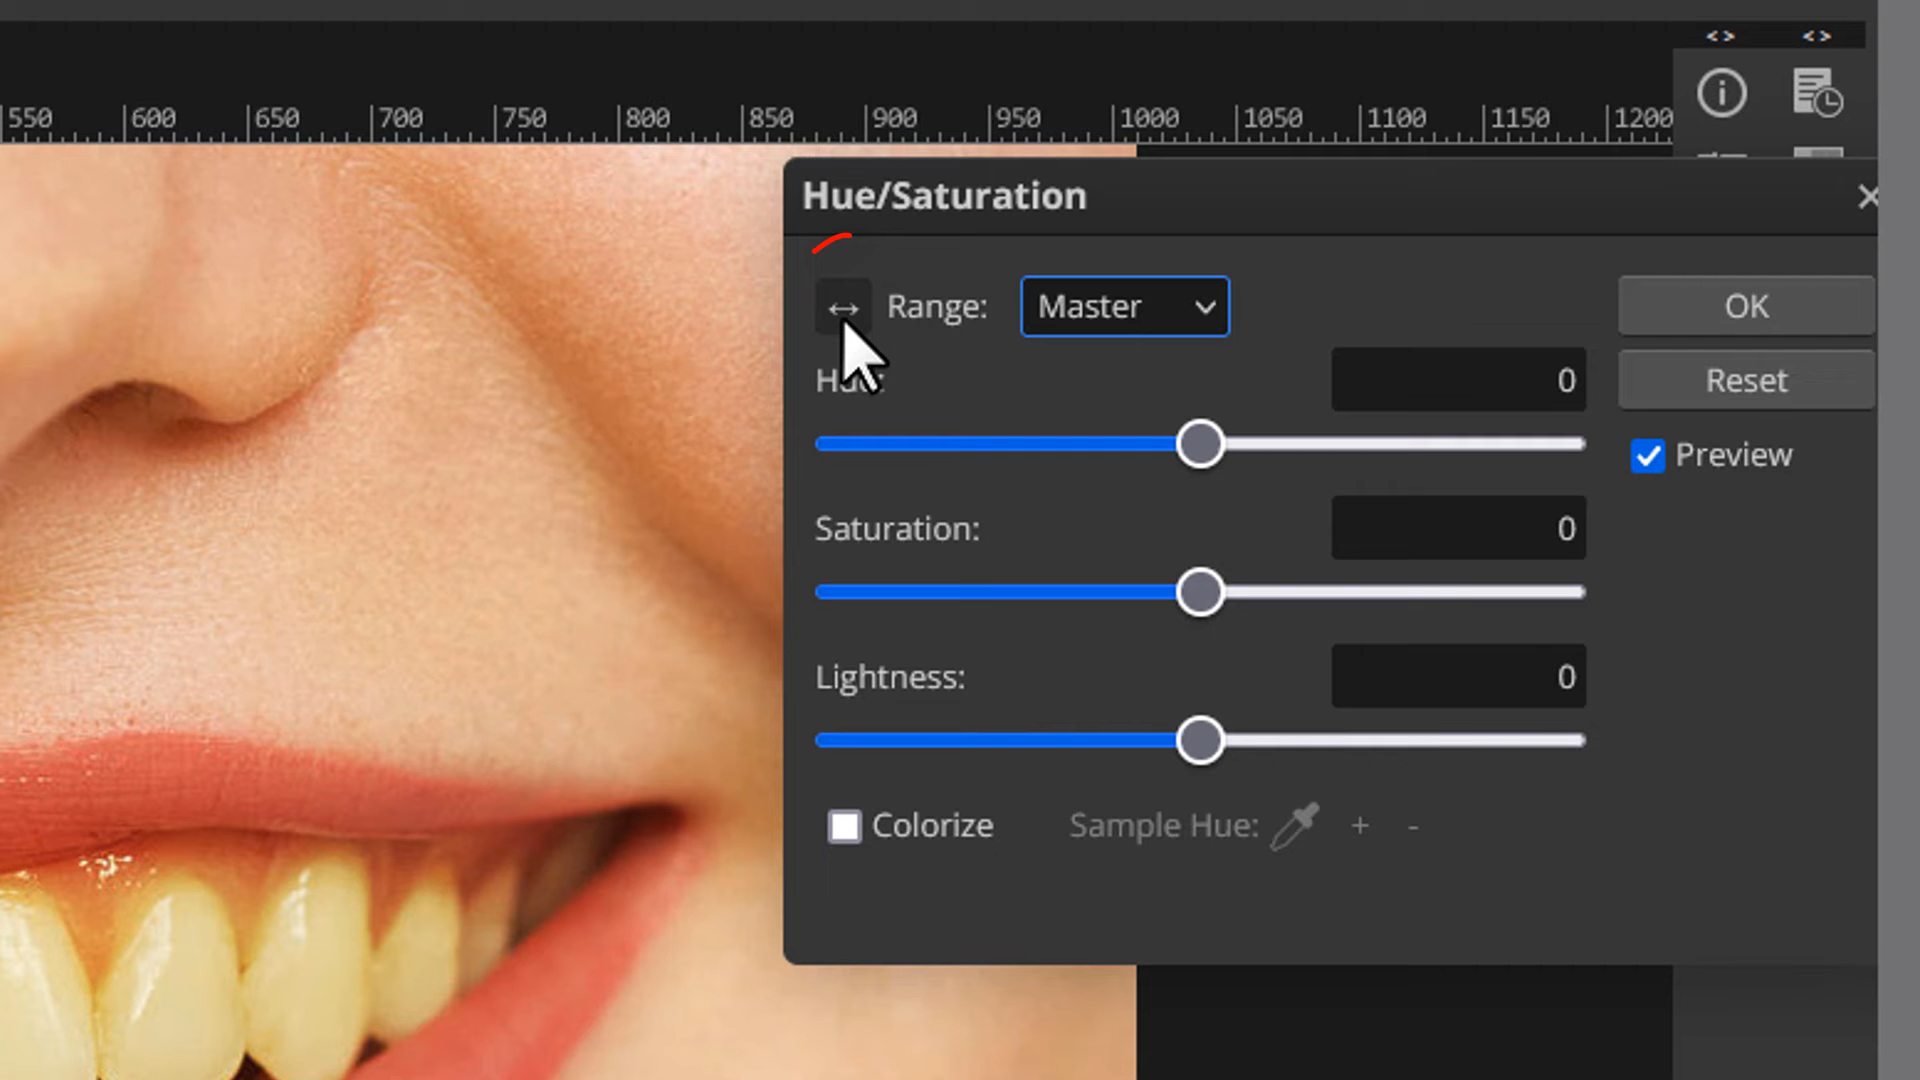 <> <>
550 600 650 700 750 800 850 900 950 1000 1050 1100 1150 1200
Hue/Saturation ×
↔ Range: Master OK
0 Reset
Preview
Saturation: 0
Lightness: 0
Colorize Sample Hue: + -